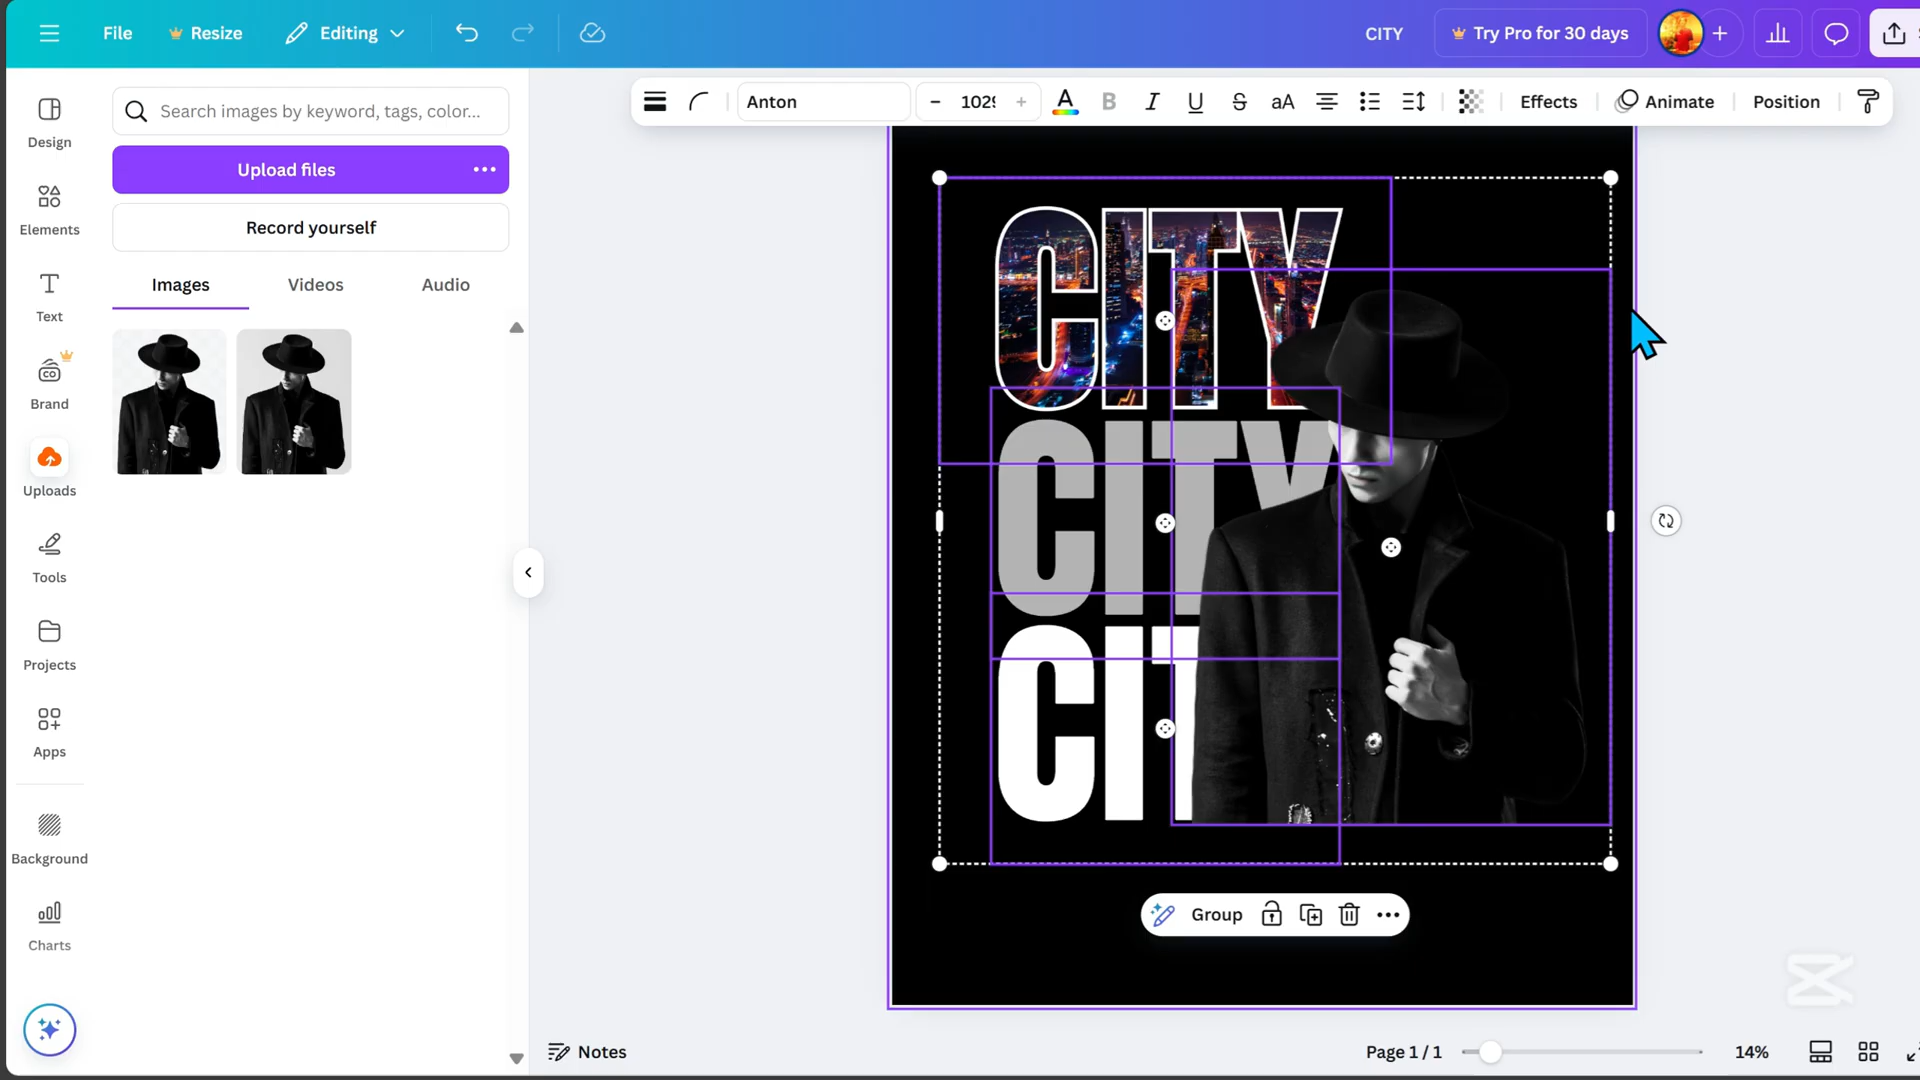 File
Resize
Editing
CITY
Try Pro for 30 days
Search images by keyword, tags, color...
Anton
A
B
I
U
S
aA
Effects
Animate
Position
Design
Upload files
Record yourself
Elements
Images
Videos
Audio
Text
Brand
Uploads
Tools
Projects
Apps
Background
Charts
CITY
CITY
CIT
Group
Notes
Page 1 / 1
14%